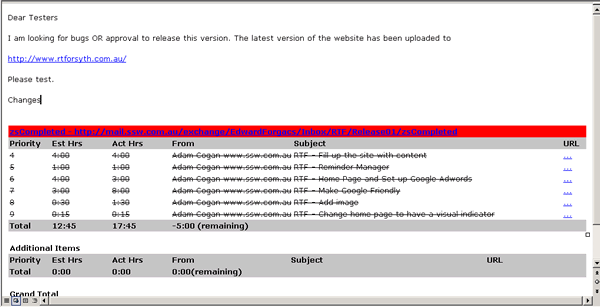 Dear Testers
I am looking for bugs OR approval to release this version. The latest version of the website has been uploaded to
http://www.rtforsyth.com.au/
Please test.
Changes
zsCompleted - http://mail.ssw.com.au/exchange/EdwardForgacs/Inbox/RTF/Release01/zsCompleted
Priority Est Hrs Act Hrs From Subject URL
4 4:00 4:00 Adam Cogan www.ssw.com.au RTF - Fill up the site with content ...
5 1:00 1:00 Adam Cogan www.ssw.com.au RTF - Reminder Manager ...
6 4:00 3:00 Adam Cogan www.ssw.com.au RTF - Home Page and Set up Google Adwords ...
7 3:00 8:00 Adam Cogan www.ssw.com.au RTF - Make Google Friendly ...
8 0:30 1:30 Adam Cogan www.ssw.com.au RTF - Add image ...
9 0:15 0:15 Adam Cogan www.ssw.com.au RTF - Change home page to have a visual indicator ...
Total 12:45 17:45 -5:00 (remaining)
Additional Items
Priority Est Hrs Act Hrs From Subject URL
Total 0:00 0:00 0:00(remaining)
Grand Total